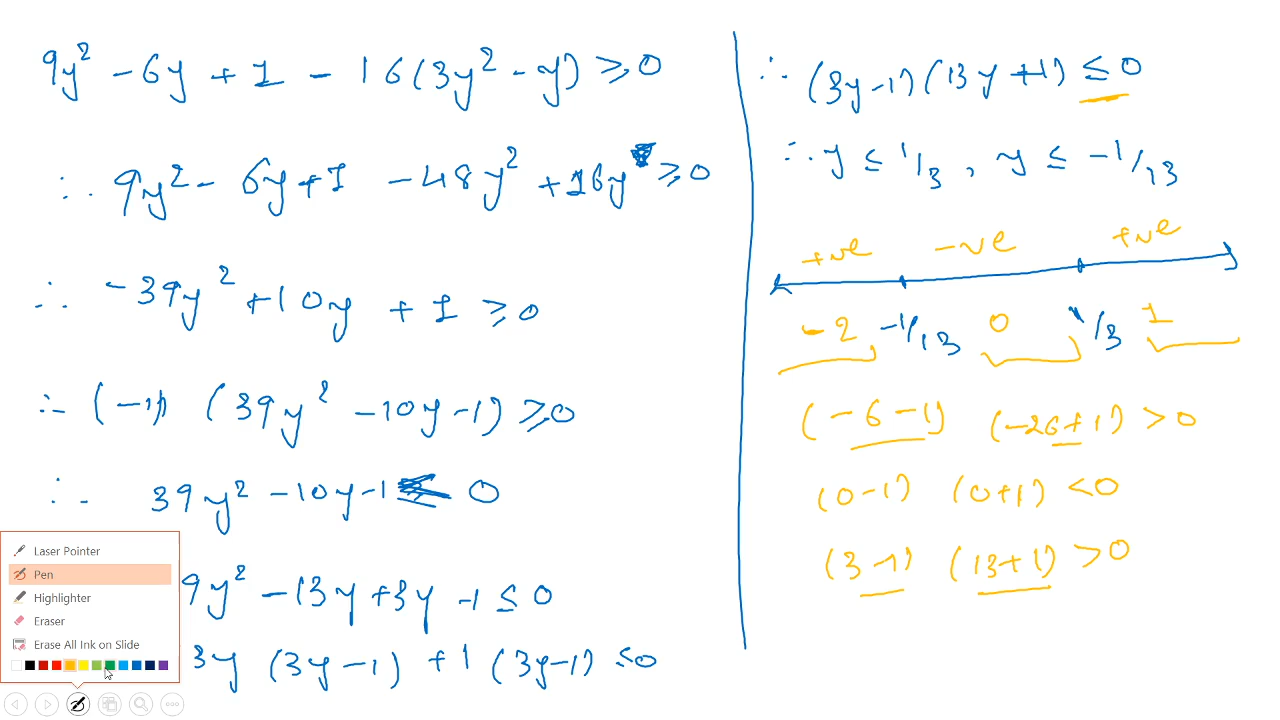 9y² - 6y + 1 - 16(3y² - y) ≥ 0
∴ 9y² - 6y + 1 - 48y² + 16y ≥ 0
∴ -39y² + 10y + 1 ≥ 0
∴ (-1) (39y² - 10y - 1) ≥ 0
∴ 39y² - 10y - 1 ≤ 0
9y² - 13y + 3y - 1 ≤ 0
3y (3y - 1) + 1 (3y - 1) ≤ 0
∴ (3y - 1) (13y + 1) ≤ 0
∴ y ≤ 1/3, y ≤ -1/13
+ve -ve +ve
-2 -1/13 0 1/3 1
(-6 - 1) (-26 + 1) > 0
(0 - 1) (0 + 1) < 0
(3 - 1) (13 + 1) > 0
Laser Pointer
Pen
Highlighter
Eraser
Erase All Ink on Slide